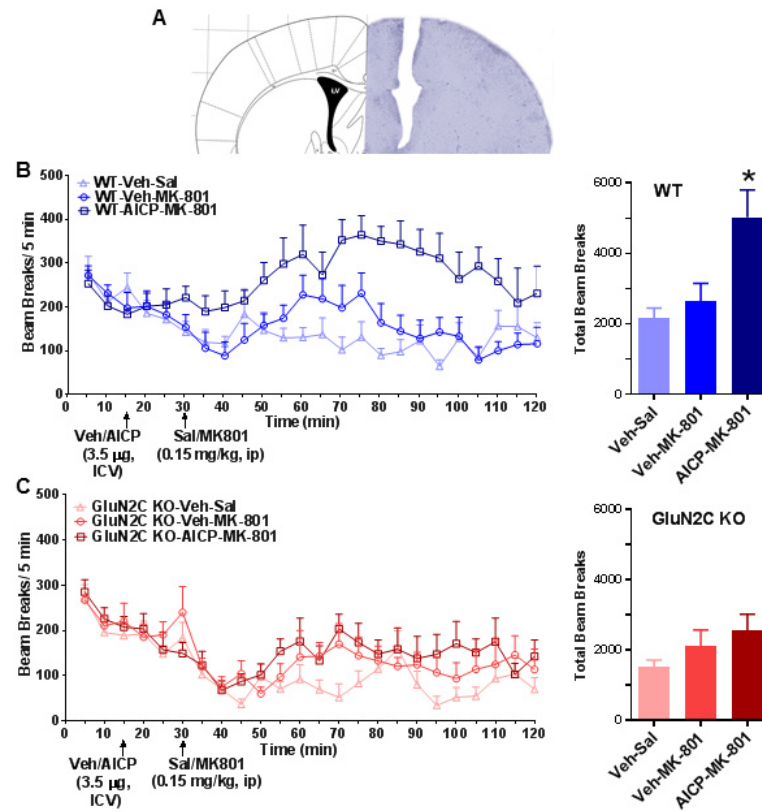 A
LV
B
500
400
300
200
100
0
Beam Breaks/ 5 min
WT-Veh-Sal
WT-Veh-MK-801
WT-AICP-MK-801
0 10 20 30 40 50 60 70 80 90 100 110 120
Time (min)
Veh/AICP
(3.5 µg,
ICV)
Sal/MK801
(0.15 mg/kg, ip)
WT
*
6000
4000
2000
0
Total Beam Breaks
Veh-Sal
Veh-MK-801
AICP-MK-801
C
500
400
300
200
100
0
Beam Breaks/ 5 min
GluN2C KO-Veh-Sal
GluN2C KO-Veh-MK-801
GluN2C KO-AICP-MK-801
0 10 20 30 40 50 60 70 80 90 100 110 120
Time (min)
Veh/AICP
(3.5 µg,
ICV)
Sal/MK801
(0.15 mg/kg, ip)
GluN2C KO
6000
4000
2000
0
Total Beam Breaks
Veh-Sal
Veh-MK-801
AICP-MK-801